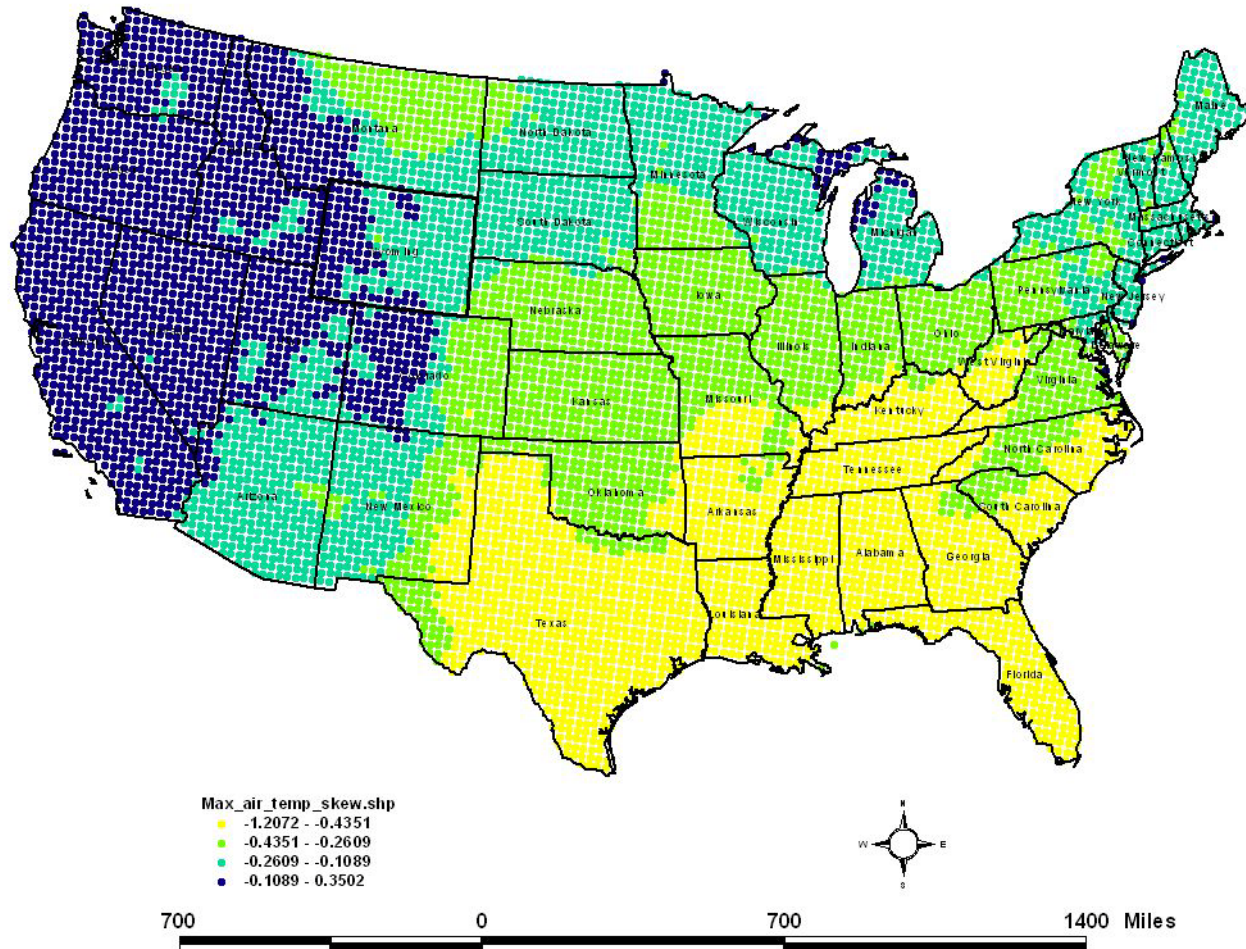 Maine
Montana
North Dakota
Minnesota
New Hampshire
Vermont
New York
Massachusetts
South Dakota
Wisconsin
Michigan
Connecticut
Wyoming
Pennsylvania
New Jersey
Nebraska
Iowa
Ohio
Illinois
Indiana
Delaware
West Virginia
Virginia
Colorado
Kansas
Missouri
Kentucky
North Carolina
Tennessee
Arizona
New Mexico
Oklahoma
Arkansas
South Carolina
Mississippi
Alabama
Georgia
Texas
Louisiana
Florida
Max_air_temp_skew.shp
-1.2072 - -0.4351
-0.4351 - -0.2609
-0.2609 - -0.1089
-0.1089 - 0.3502
N
W E
S
700 0 700 1400 Miles